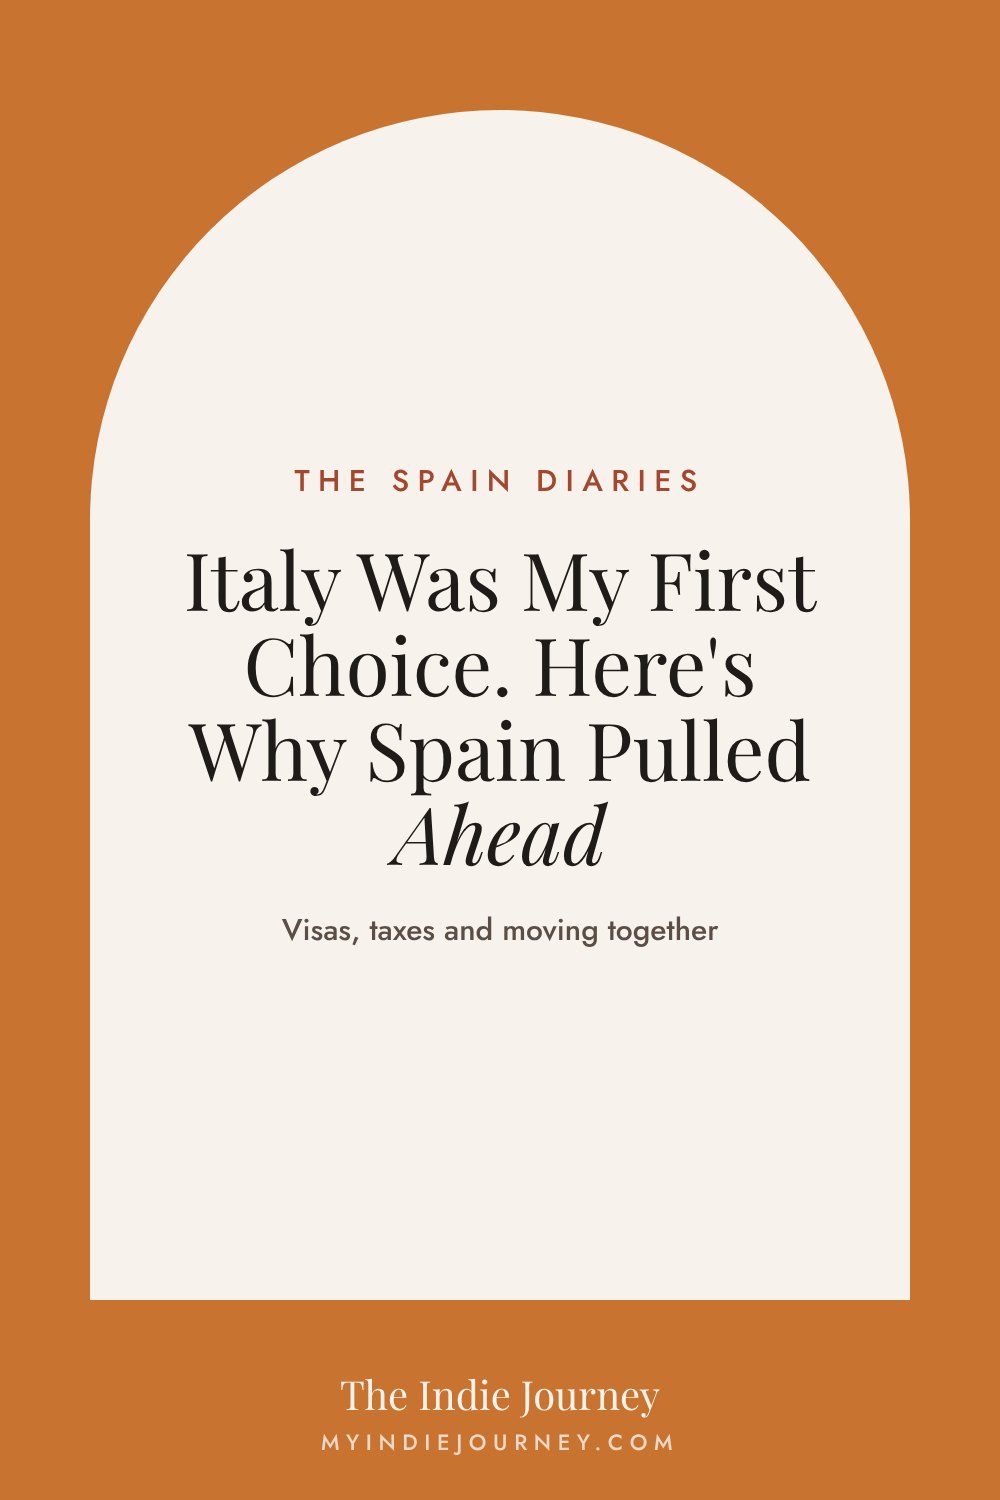 THE SPAIN DIARIES
Italy Was My First
Choice. Here's
Why Spain Pulled
Ahead
Visas, taxes and moving together
The Indie Journey
MYINDIEJOURNEY.COM